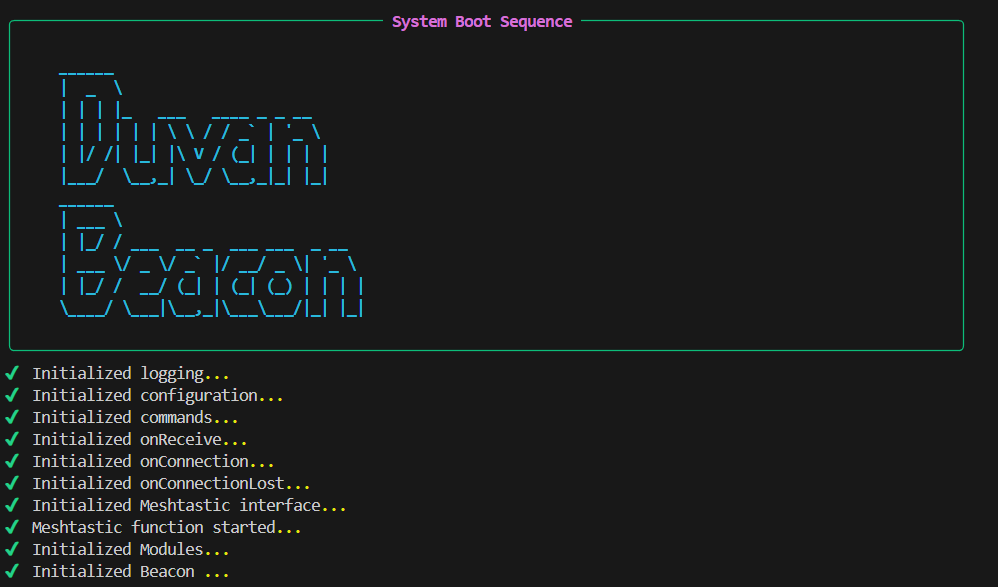 System Boot Sequence
Duvan
Beacon
✔ Initialized logging...
✔ Initialized configuration...
✔ Initialized commands...
✔ Initialized onReceive...
✔ Initialized onConnection...
✔ Initialized onConnectionLost...
✔ Initialized Meshtastic interface...
✔ Meshtastic function started...
✔ Initialized Modules...
✔ Initialized Beacon ...